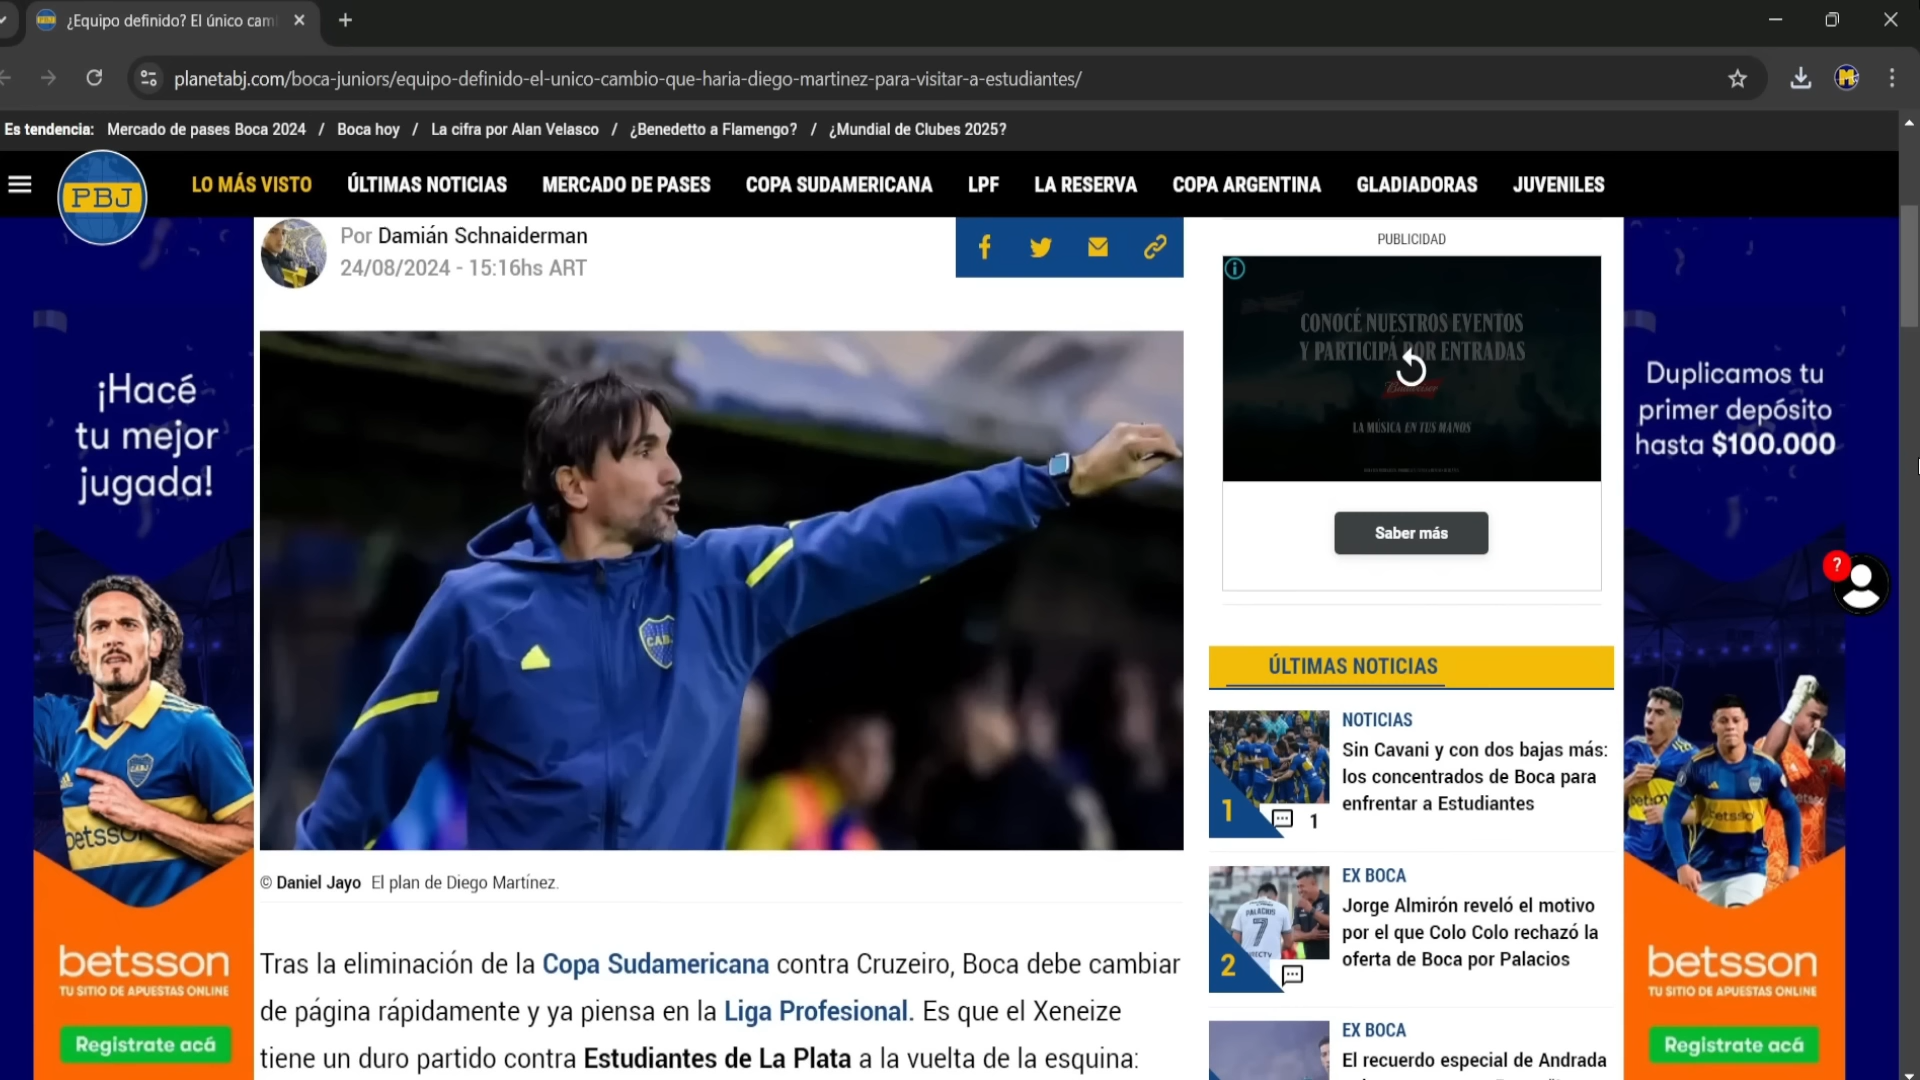 ¿Equipo definido? El único cam
planetabj.com/boca-juniors/equipo-definido-el-unico-cambio-que-haria-diego-martinez-para-visitar-a-estudiantes/
Es tendencia: Mercado de pases Boca 2024 / Boca hoy / La cifra por Alan Velasco / ¿Benedetto a Flamengo? / ¿Mundial de Clubes 2025?
PBJ
LO MÁS VISTO ÚLTIMAS NOTICIAS MERCADO DE PASES COPA SUDAMERICANA LPF LA RESERVA COPA ARGENTINA GLADIADORAS JUVENILES
Por Damián Schnaiderman
24/08/2024 - 15:16hs ART
CABJ
© Daniel Jayo El plan de Diego Martínez.
Tras la eliminación de la Copa Sudamericana contra Cruzeiro, Boca debe cambiar
de página rápidamente y ya piensa en la Liga Profesional. Es que el Xeneize
tiene un duro partido contra Estudiantes de La Plata a la vuelta de la esquina:
¡Hacé
tu mejor
jugada!
betsson
betsson
TU SITIO DE APUESTAS ONLINE
Registrate acá
PUBLICIDAD
CONOCÉ NUESTROS EVENTOS
Y PARTICIPÁ POR ENTRADAS
Budweiser
LA MÚSICA EN TUS MANOS
Saber más
ÚLTIMAS NOTICIAS
1
1
NOTICIAS
Sin Cavani y con dos bajas más:
los concentrados de Boca para
enfrentar a Estudiantes
PALACIOS
7
2
EX BOCA
Jorge Almirón reveló el motivo
por el que Colo Colo rechazó la
oferta de Boca por Palacios
EX BOCA
El recuerdo especial de Andrada
Duplicamos tu
primer depósito
hasta $100.000
?
betsson
betsson
TU SITIO DE APUESTAS ONLINE
Registrate acá